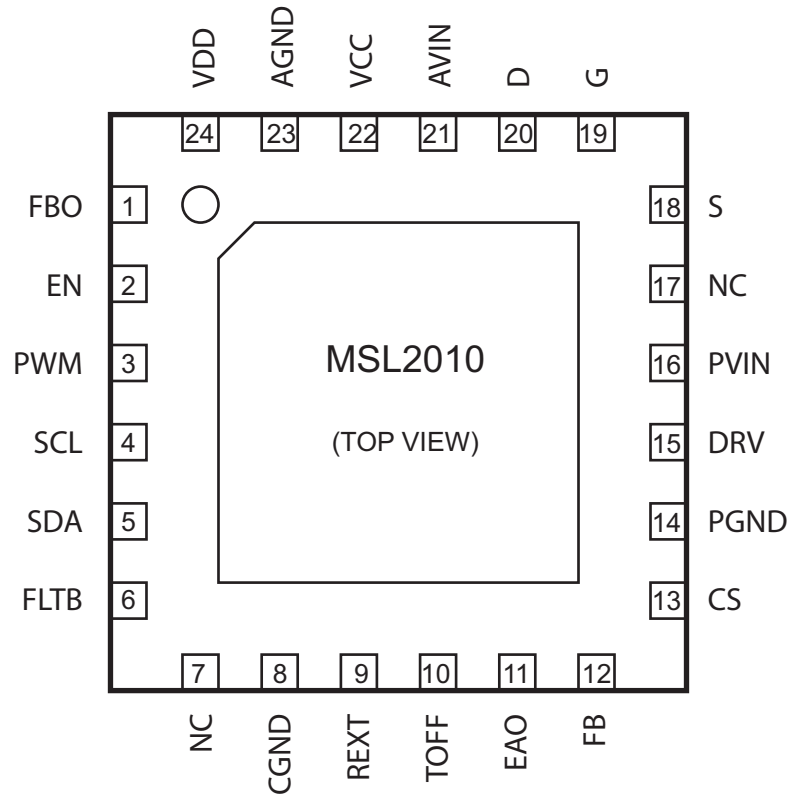 VDD AGND VCC AVIN D G
24 23 22 21 20 19
FBO 1 18 S
EN 2 17 NC
PWM 3 MSL2010 16 PVIN
SCL 4 (TOP VIEW) 15 DRV
SDA 5 14 PGND
FLTB 6 13 CS
7 8 9 10 11 12
NC CGND REXT TOFF EAO FB